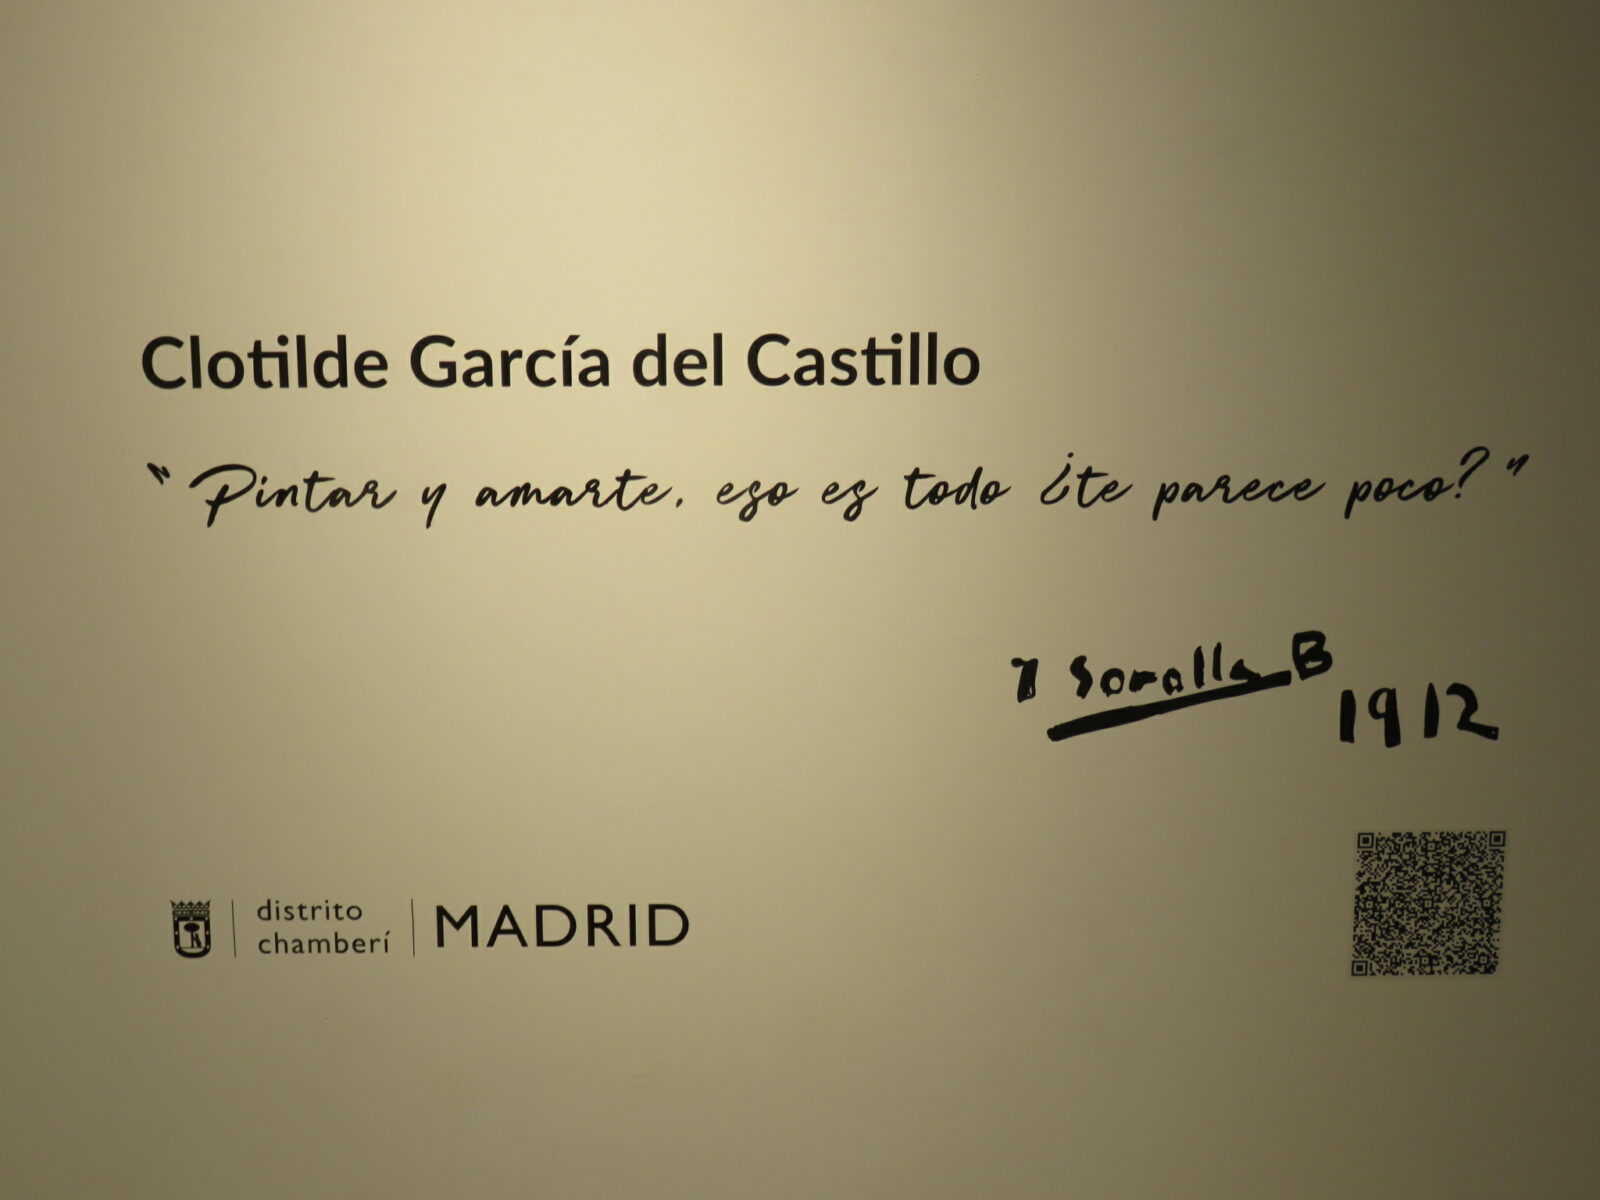 Clotilde García del Castillo
“Pintar y amarte, eso es todo ¿te parece poco?”
J Sorolla B
1912
distrito
chamberí
MADRID